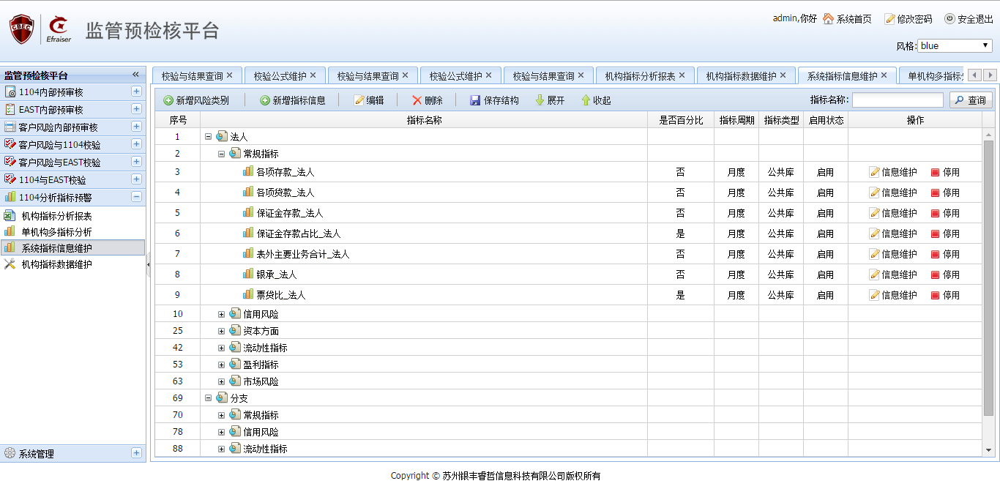 CBEC
Efraiser
监管预检核平台
admin,你好 系统首页 修改密码 安全退出
风格: blue
监管预检核平台
1104内部预审核
EAST内部预审核
客户风险内部预审核
客户风险与1104校验
客户风险与EAST校验
1104与EAST校验
1104分析指标预警
机构指标分析报表
单机构多指标分析
系统指标信息维护
机构指标数据维护
系统管理
校验与结果查询 校验公式维护 校验与结果查询 校验公式维护 校验与结果查询 机构指标分析报表 机构指标数据维护 系统指标信息维护 单机构多指标
新增风险类别 新增指标信息 编辑 删除 保存结构 展开 收起 指标名称: 查询
序号 指标名称 是否百分比 指标周期 指标类型 启用状态 操作
1 法人
2 常规指标
3 各项存款_法人 否 月度 公共库 启用 信息维护 停用
4 各项贷款_法人 否 月度 公共库 启用 信息维护 停用
5 保证金存款_法人 否 月度 公共库 启用 信息维护 停用
6 保证金存款占比_法人 是 月度 公共库 启用 信息维护 停用
7 表外主要业务合计_法人 否 月度 公共库 启用 信息维护 停用
8 银承_法人 否 月度 公共库 启用 信息维护 停用
9 票贷比_法人 是 月度 公共库 启用 信息维护 停用
10 信用风险
25 资本方面
42 流动性指标
53 盈利指标
63 市场风险
69 分支
70 常规指标
78 信用风险
88 流动性指标
Copyright © 苏州银丰睿哲信息科技有限公司版权所有